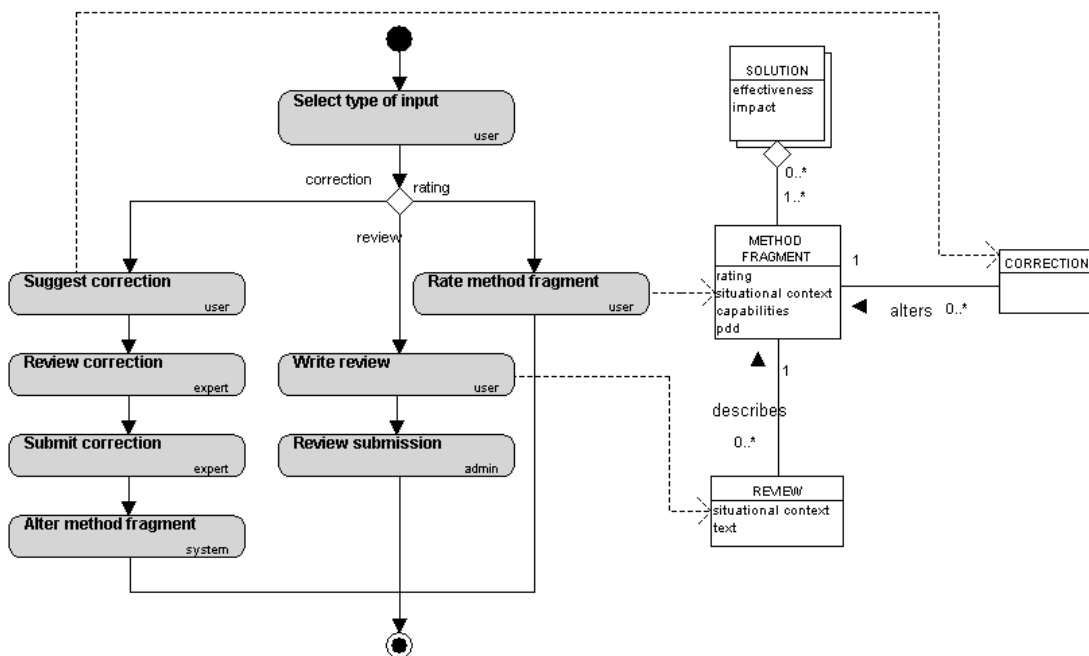 Select type of input
user
correction
rating
review
Suggest correction
user
Rate method fragment
user
Review correction
expert
Write review
user
Submit correction
expert
Review submission
admin
Alter method fragment
system
SOLUTION
effectiveness
impact
0..*
1..*
METHOD
FRAGMENT
rating
situational context
capabilities
pdd
1
alters
0..*
CORRECTION
1
describes
0..*
REVIEW
situational context
text